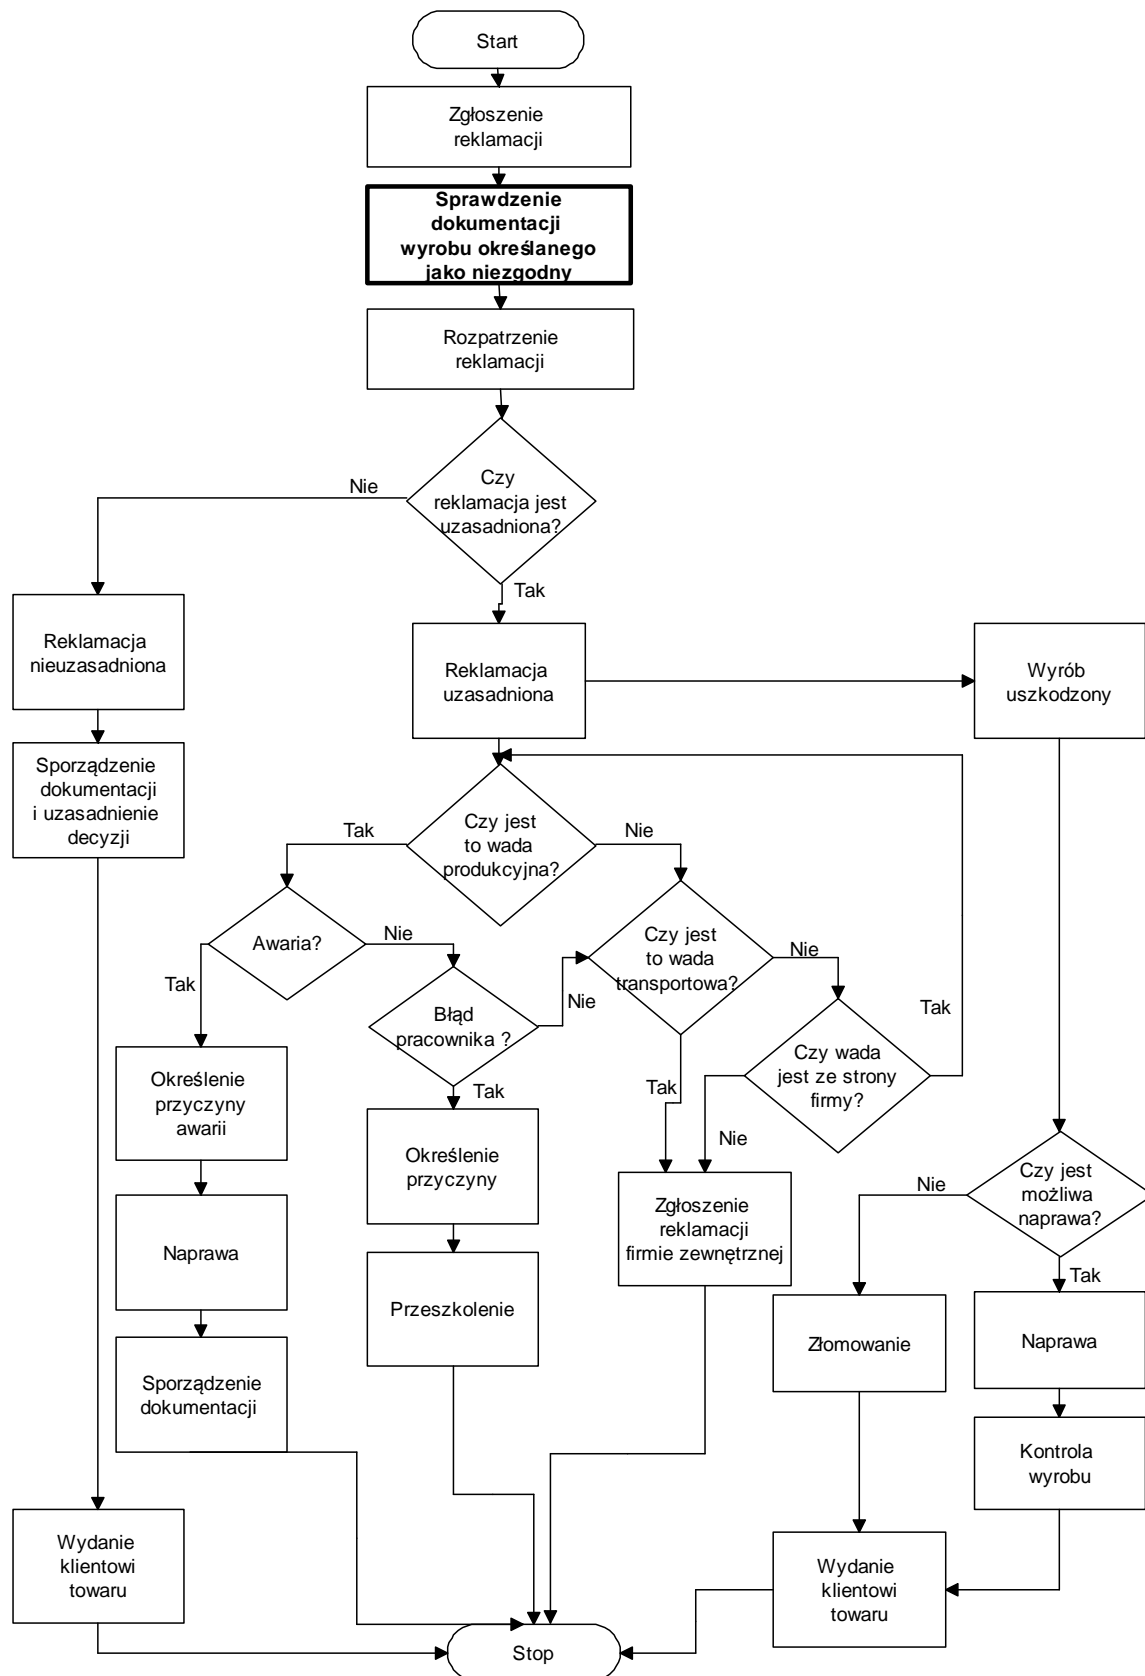 Start
Zgłoszenie
reklamacji
Sprawdzenie
dokumentacji
wyrobu określanego
jako niezgodny
Rozpatrzenie
reklamacji
Czy
reklamacja jest
uzasadniona?
Nie
Tak
Reklamacja
nieuzasadniona
Reklamacja
uzasadniona
Wyrób
uszkodzony
Sporządzenie
dokumentacji
i uzasadnienie
decyzji
Czy jest
to wada
produkcyjna?
Tak
Nie
Awaria?
Nie
Tak
Błąd
pracownika ?
Nie
Tak
Czy jest
to wada
transportowa?
Nie
Tak
Czy wada
jest ze strony
firmy?
Tak
Nie
Określenie
przyczyny
awarii
Określenie
przyczyny
Zgłoszenie
reklamacji
firmie zewnętrznej
Czy jest
możliwa
naprawa?
Nie
Tak
Naprawa
Przeszkolenie
Złomowanie
Naprawa
Sporządzenie
dokumentacji
Kontrola
wyrobu
Wydanie
klientowi
towaru
Wydanie
klientowi
towaru
Stop